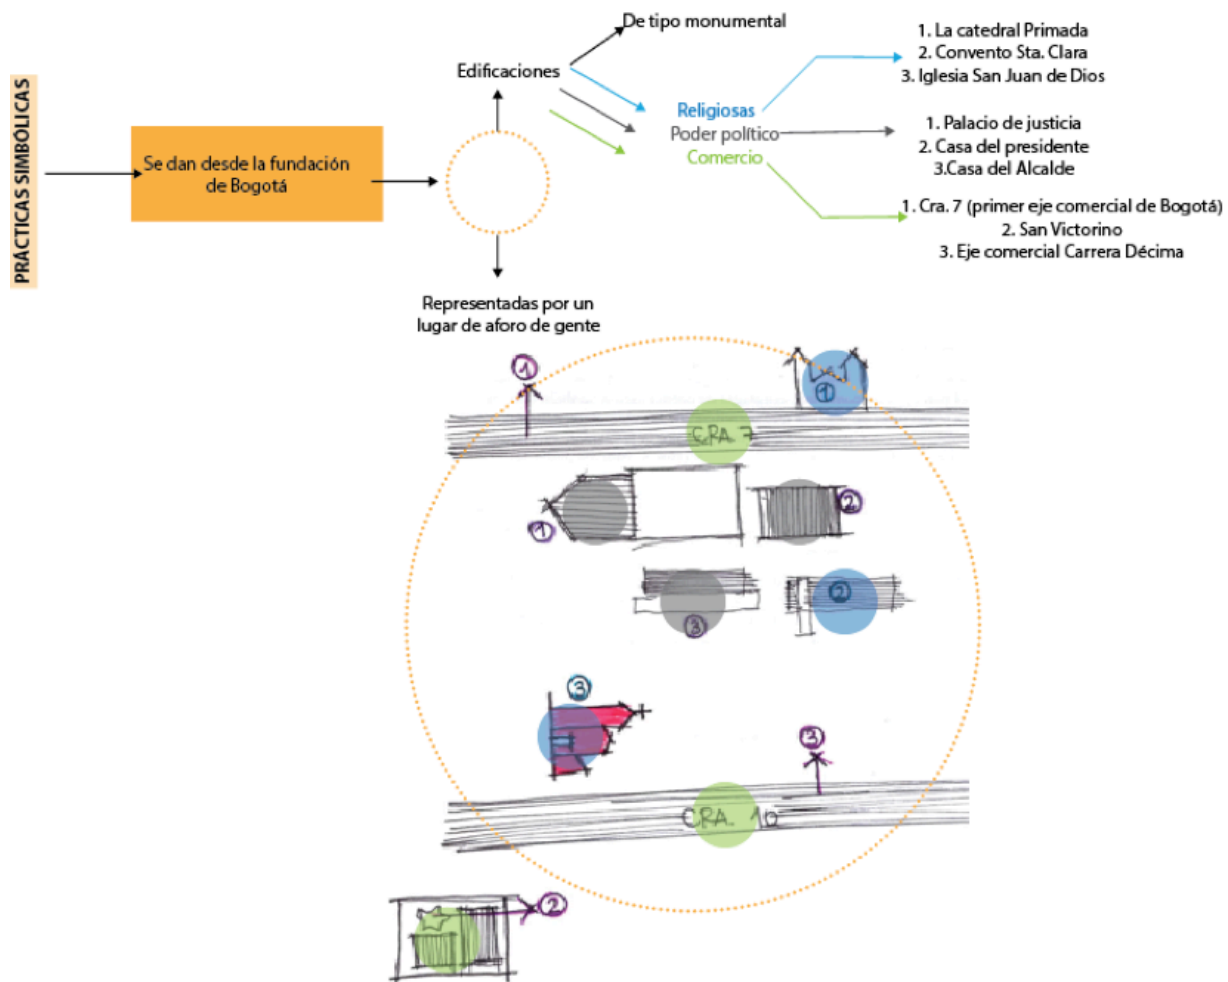 PRÁCTICAS SIMBÓLICAS
Se dan desde la fundación
de Bogotá
Edificaciones
De tipo monumental
Religiosas
Poder político
Comercio
1. La catedral Primada
2. Convento Sta. Clara
3. Iglesia San Juan de Dios
1. Palacio de justicia
2. Casa del presidente
3.Casa del Alcalde
1. Cra. 7 (primer eje comercial de Bogotá)
2. San Victorino
3. Eje comercial Carrera Décima
Representadas por un
lugar de aforo de gente
1
1
CRA. 7
2
1
2
3
3
3
CRA. 10
2